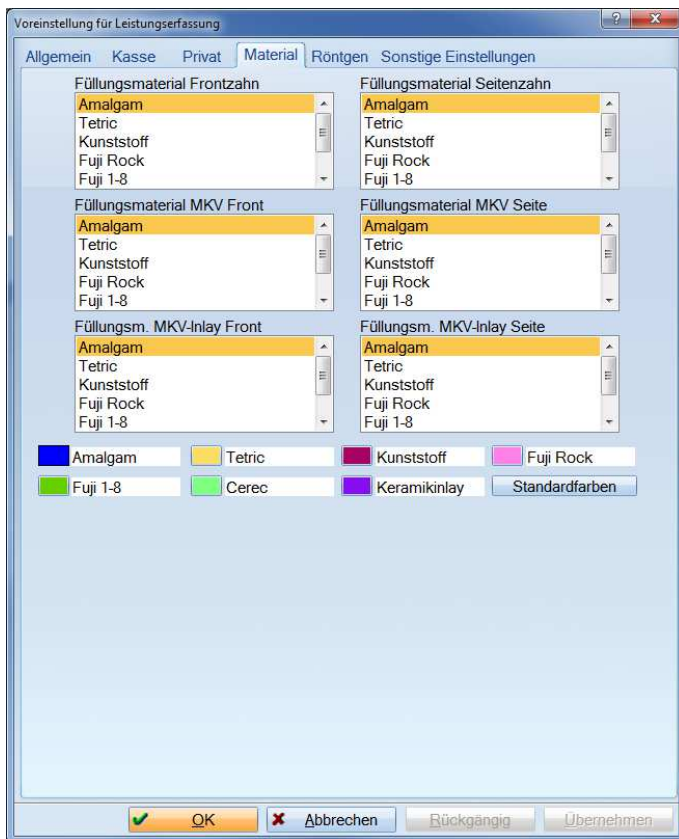 Voreinstellung für Leistungserfassung
Allgemein Kasse Privat Material Röntgen Sonstige Einstellungen
Füllungsmaterial Frontzahn
Amalgam
Tetric
Kunststoff
Fuji Rock
Fuji 1-8
Füllungsmaterial Seitenzahn
Amalgam
Tetric
Kunststoff
Fuji Rock
Fuji 1-8
Füllungsmaterial MKV Front
Amalgam
Tetric
Kunststoff
Fuji Rock
Fuji 1-8
Füllungsmaterial MKV Seite
Amalgam
Tetric
Kunststoff
Fuji Rock
Fuji 1-8
Füllungsm. MKV-Inlay Front
Amalgam
Tetric
Kunststoff
Fuji Rock
Fuji 1-8
Füllungsm. MKV-Inlay Seite
Amalgam
Tetric
Kunststoff
Fuji Rock
Fuji 1-8
Amalgam Tetric Kunststoff Fuji Rock
Fuji 1-8 Cerec Keramikinlay Standardfarben
OK Abbrechen Rückgängig Übernehmen